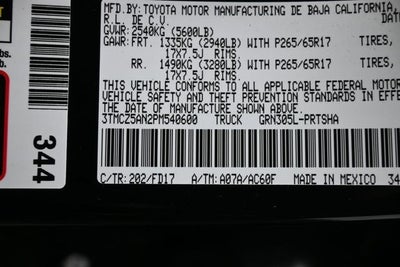 MFD.BY: TOYOTA MOTOR MANUFACTURING DE BAJA CALIFORNIA,
R.L. DE C.V. DATE
GVWR: 2540KG (5600LB)
GAWR: FRT. 1335KG (2940LB) WITH P265/65R17 TIRES,
17X7.5J RIMS
RR. 1490KG (3280LB) WITH P265/65R17 TIRES,
17X7.5J RIMS
THIS VEHICLE CONFORMS TO ALL APPLICABLE FEDERAL MOTOR
VEHICLE SAFETY AND THEFT PREVENTION STANDARDS IN EFFE
THE DATE OF MANUFACTURE SHOWN ABOVE.
3TMCZ5AN2PM540600 TRUCK GRN305L-PRTSHA
C/TR: 202/FD17 A/TM: A07A/AC60F MADE IN MEXICO 34
lbs.
344